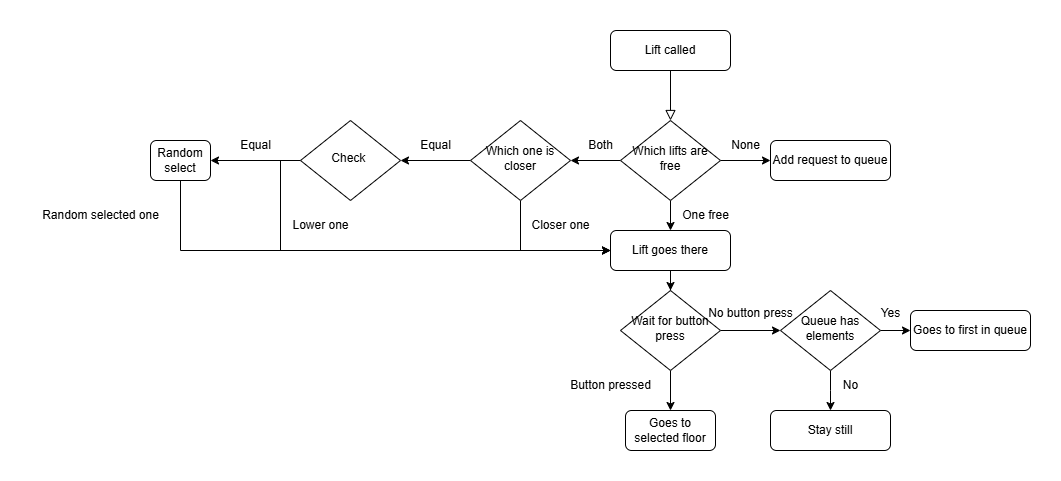 Lift called
Random
select
Equal
Check
Equal
Which one is
closer
Both
Which lifts are
free
None
Add request to queue
Random selected one
Lower one
Closer one
One free
Lift goes there
Wait for button
press
No button press
Queue has
elements
Yes
Goes to first in queue
Button pressed
No
Goes to
selected floor
Stay still